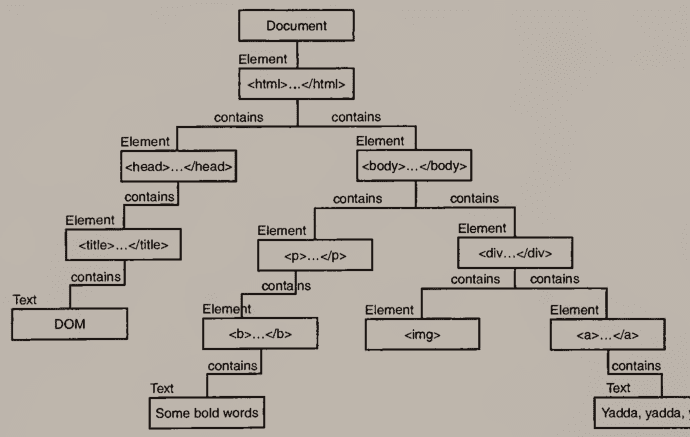 Document
Element
<html>...</html>
contains contains
Element Element
<head>...</head> <body>...</body>
contains contains contains
Element Element Element
<title>...</title> <p>...</p> <div...</div>
contains contains contains contains
Text Element Element Element
DOM <b>...</b> <img> <a>...</a>
contains contains
Text Text
Some bold words Yadda, yadda,